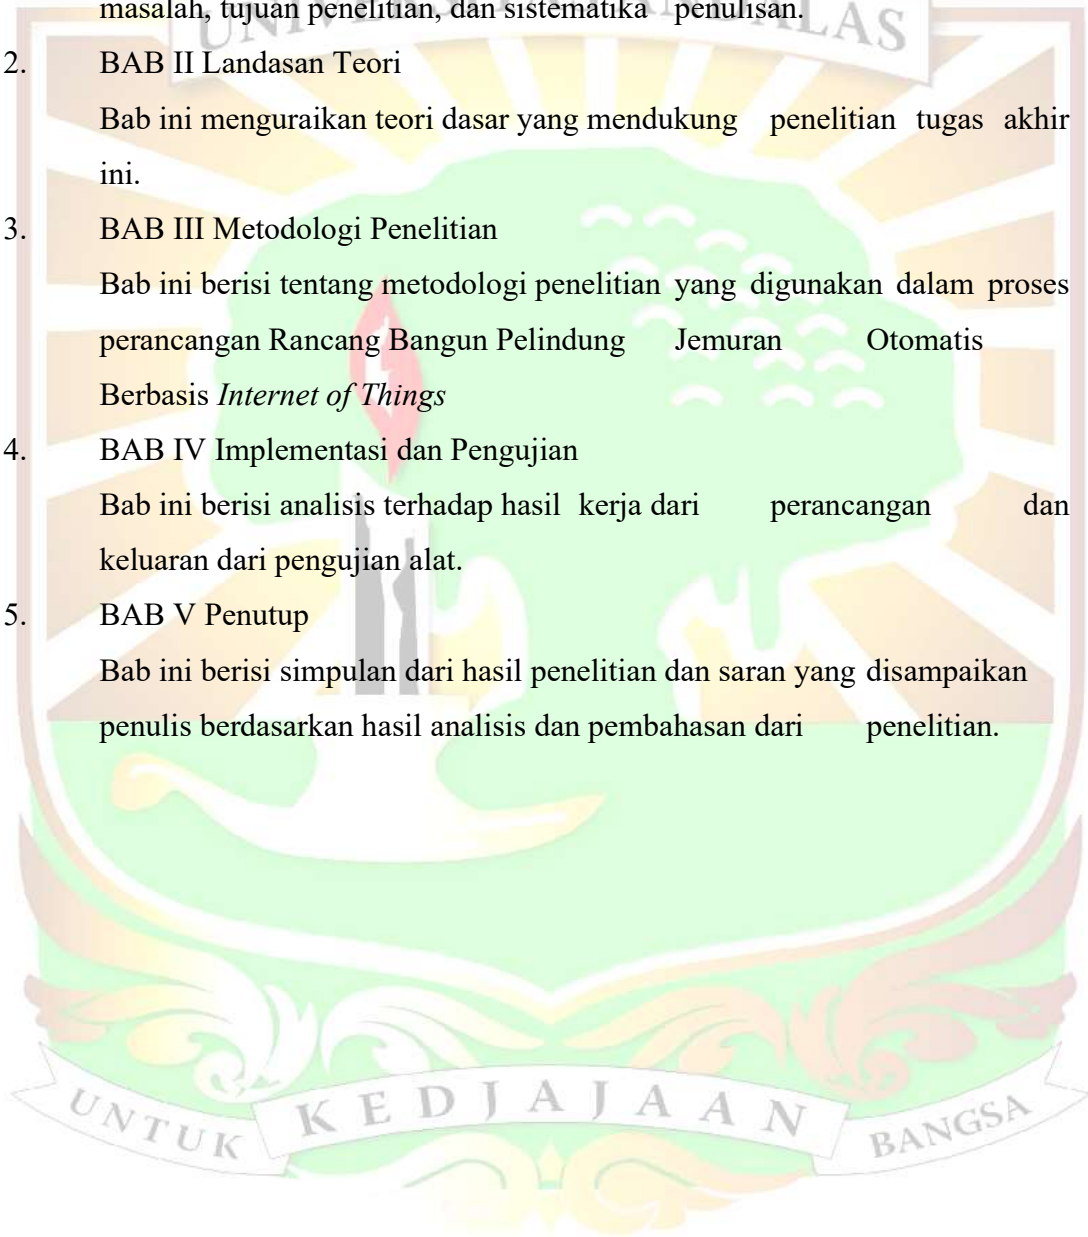 masalah, tujuan penelitian, dan sistematika penulisan.
UNIVERSITAS ANDALAS
2. BAB II Landasan Teori
Bab ini menguraikan teori dasar yang mendukung penelitian tugas akhir
ini.
3. BAB III Metodologi Penelitian
Bab ini berisi tentang metodologi penelitian yang digunakan dalam proses
perancangan Rancang Bangun Pelindung Jemuran Otomatis
Berbasis Internet of Things
4. BAB IV Implementasi dan Pengujian
Bab ini berisi analisis terhadap hasil kerja dari perancangan dan
keluaran dari pengujian alat.
5. BAB V Penutup
Bab ini berisi simpulan dari hasil penelitian dan saran yang disampaikan
penulis berdasarkan hasil analisis dan pembahasan dari penelitian.
UNTUK KEDJAJAAN BANGSA